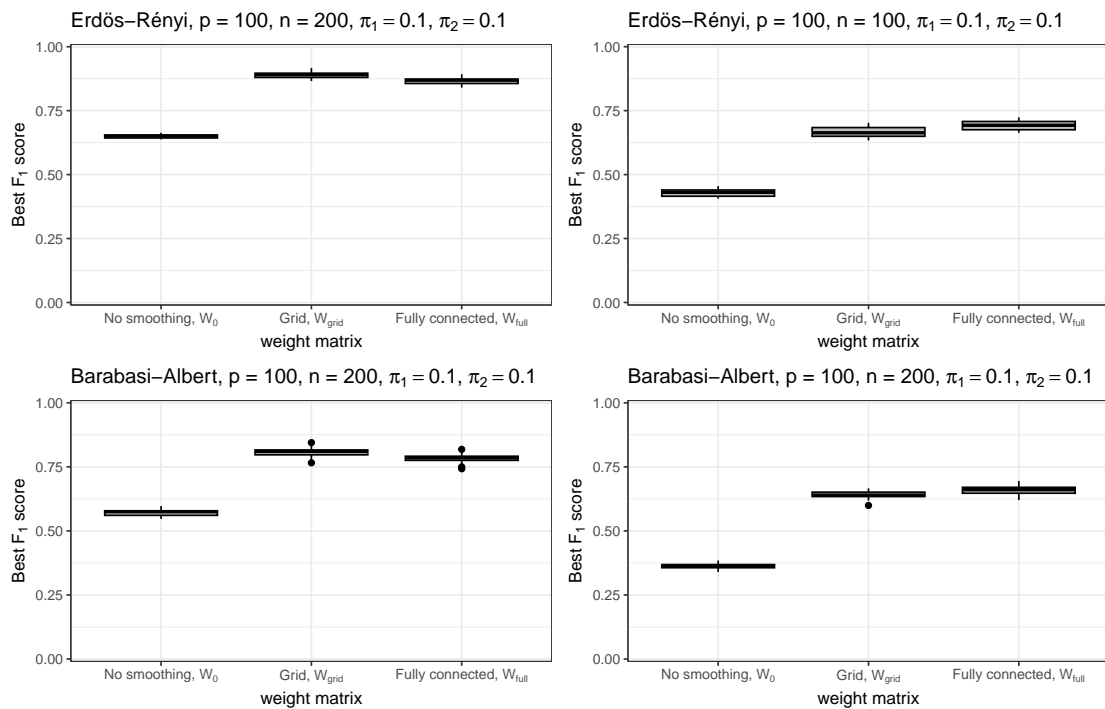 Erdös−Rényi, p = 100, n = 200, π₁ = 0.1, π₂ = 0.1
Best F₁ score
1.00
0.75
0.50
0.25
0.00
No smoothing, W₀
Grid, W_grid
Fully connected, W_full
weight matrix
Erdös−Rényi, p = 100, n = 100, π₁ = 0.1, π₂ = 0.1
Best F₁ score
1.00
0.75
0.50
0.25
0.00
No smoothing, W₀
Grid, W_grid
Fully connected, W_full
weight matrix
Barabasi−Albert, p = 100, n = 200, π₁ = 0.1, π₂ = 0.1
Best F₁ score
1.00
0.75
0.50
0.25
0.00
No smoothing, W₀
Grid, W_grid
Fully connected, W_full
weight matrix
Barabasi−Albert, p = 100, n = 200, π₁ = 0.1, π₂ = 0.1
Best F₁ score
1.00
0.75
0.50
0.25
0.00
No smoothing, W₀
Grid, W_grid
Fully connected, W_full
weight matrix